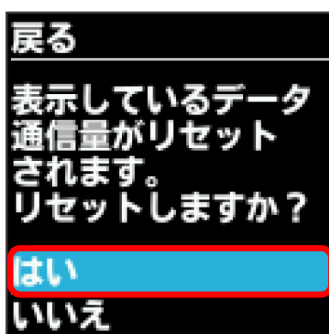 戻る
表示しているデータ
通信量がリセット
されます。
リセットしますか？
はい
いいえ